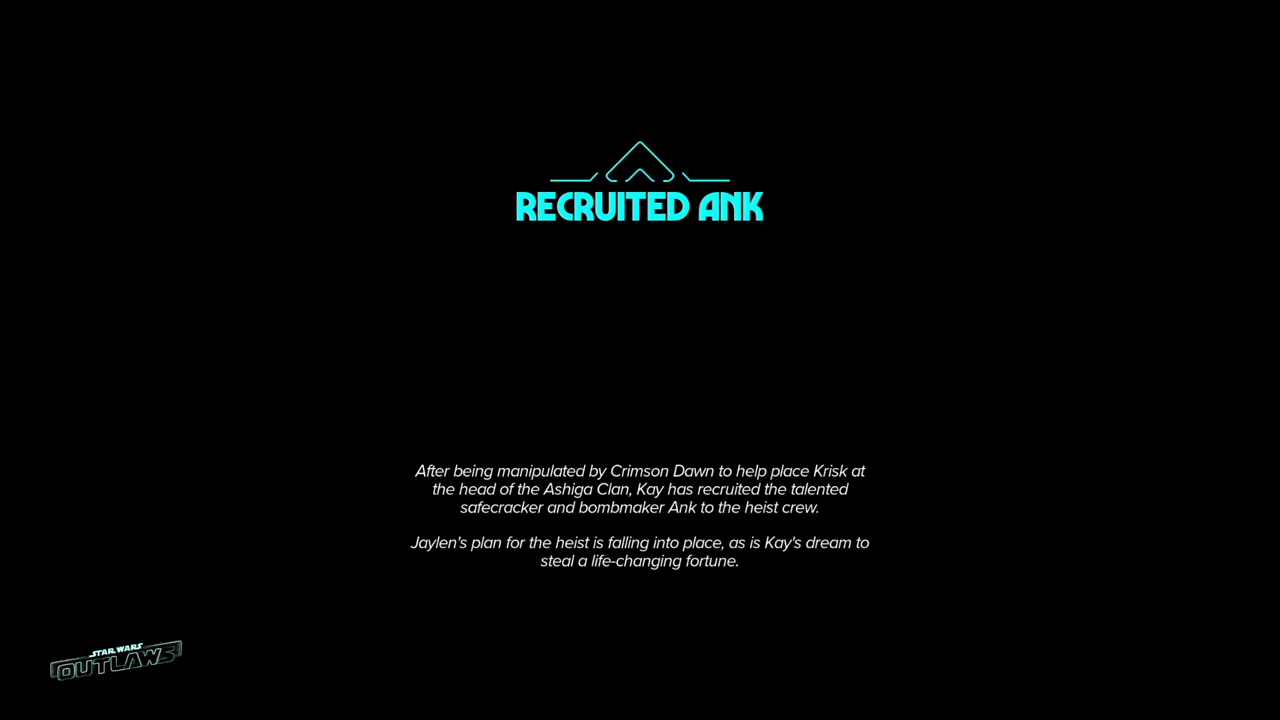 RECRUITED ANK
After being manipulated by Crimson Dawn to help place Krisk at
the head of the Ashiga Clan, Kay has recruited the talented
safecracker and bombmaker Ank to the heist crew.
Jaylen's plan for the heist is falling into place, as is Kay's dream to
steal a life-changing fortune.
STAR WARS
OUTLAWS